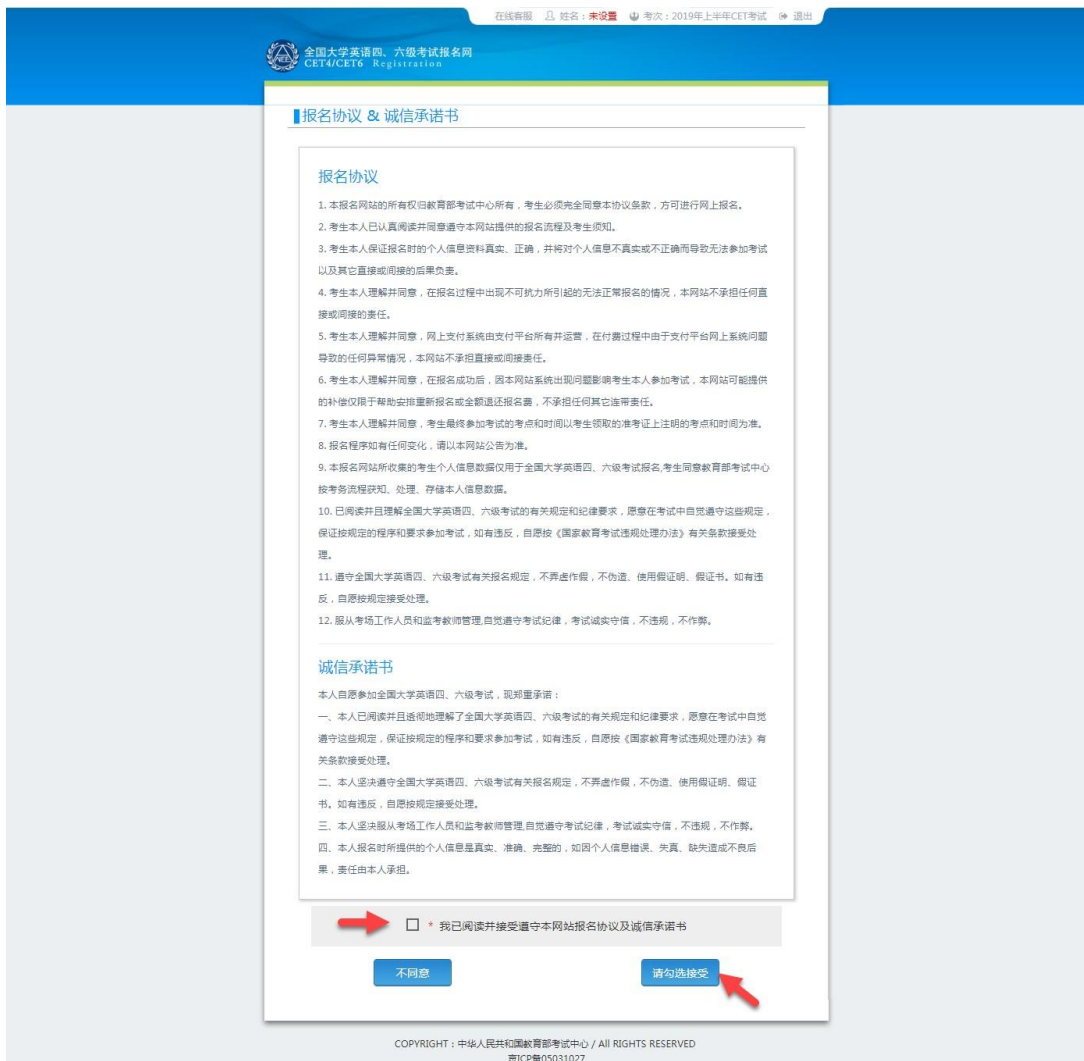 在线客服 姓名：未设置 考次：2019年上半年CET考试 退出
全国大学英语四、六级考试报名网
CET4/CET6 Registration
报名协议 & 诚信承诺书
报名协议
1. 本报名网站的所有权归教育部考试中心所有，考生必须完全同意本协议条款，方可进行网上报名。
2. 考生本人已认真阅读并同意遵守本网站提供的报名流程及考生须知。
3. 考生本人保证报名时的个人信息资料真实、正确，并将对个人信息不真实或不正确而导致无法参加考试
以及其它直接或间接的后果负责。
4. 考生本人理解并同意，在报名过程中出现不可抗力所引起的无法正常报名的情况，本网站不承担任何直
接或间接的责任。
5. 考生本人理解并同意，网上支付系统由支付平台所有并运营，在付费过程中由于支付平台网上系统问题
导致的任何异常情况，本网站不承担直接或间接责任。
6. 考生本人理解并同意，在报名成功后，因本网站系统出现问题影响考生本人参加考试，本网站可能提供
的补偿仅限于帮助安排重新报名或全额退还报名费，不承担任何其它连带责任。
7. 考生本人理解并同意，考生最终参加考试的考点和时间以考生领取的准考证上注明的考点和时间为准。
8. 报名程序如有任何变化，请以本网站公告为准。
9. 本报名网站所收集的考生个人信息数据仅用于全国大学英语四、六级考试报名,考生同意教育部考试中心
按考务流程获知、处理、存储本人信息数据。
10. 已阅读并且理解全国大学英语四、六级考试的有关规定和纪律要求，愿意在考试中自觉遵守这些规定，
保证按规定的程序和要求参加考试，如有违反，自愿按《国家教育考试违规处理办法》有关条款接受处
理。
11. 遵守全国大学英语四、六级考试有关报名规定，不弄虚作假，不伪造、使用假证明、假证书。如有违
反，自愿按规定接受处理。
12. 服从考场工作人员和监考教师管理,自觉遵守考试纪律，考试诚实守信，不违规，不作弊。
诚信承诺书
本人自愿参加全国大学英语四、六级考试，现郑重承诺：
一、本人已阅读并且透彻地理解了全国大学英语四、六级考试的有关规定和纪律要求，愿意在考试中自觉
遵守这些规定，保证按规定的程序和要求参加考试，如有违反，自愿按《国家教育考试违规处理办法》有
关条款接受处理。
二、本人坚决遵守全国大学英语四、六级考试有关报名规定，不弄虚作假，不伪造、使用假证明、假证
书。如有违反，自愿按规定接受处理。
三、本人坚决服从考场工作人员和监考教师管理,自觉遵守考试纪律，考试诚实守信，不违规，不作弊。
四、本人报名时所提供的个人信息是真实、准确、完整的，如因个人信息错误、失真、缺失造成不良后
果，责任由本人承担。
* 我已阅读并接受遵守本网站报名协议及诚信承诺书
不同意 请勾选接受
COPYRIGHT：中华人民共和国教育部考试中心 / All RIGHTS RESERVED
京ICP备05031027